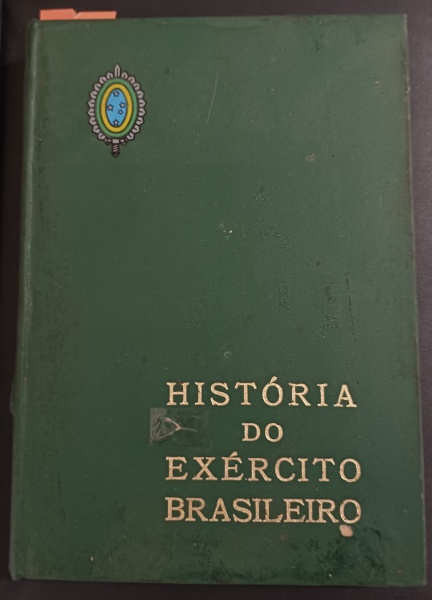 HISTÓRIA
DO
EXÉRCITO
BRASILEIRO